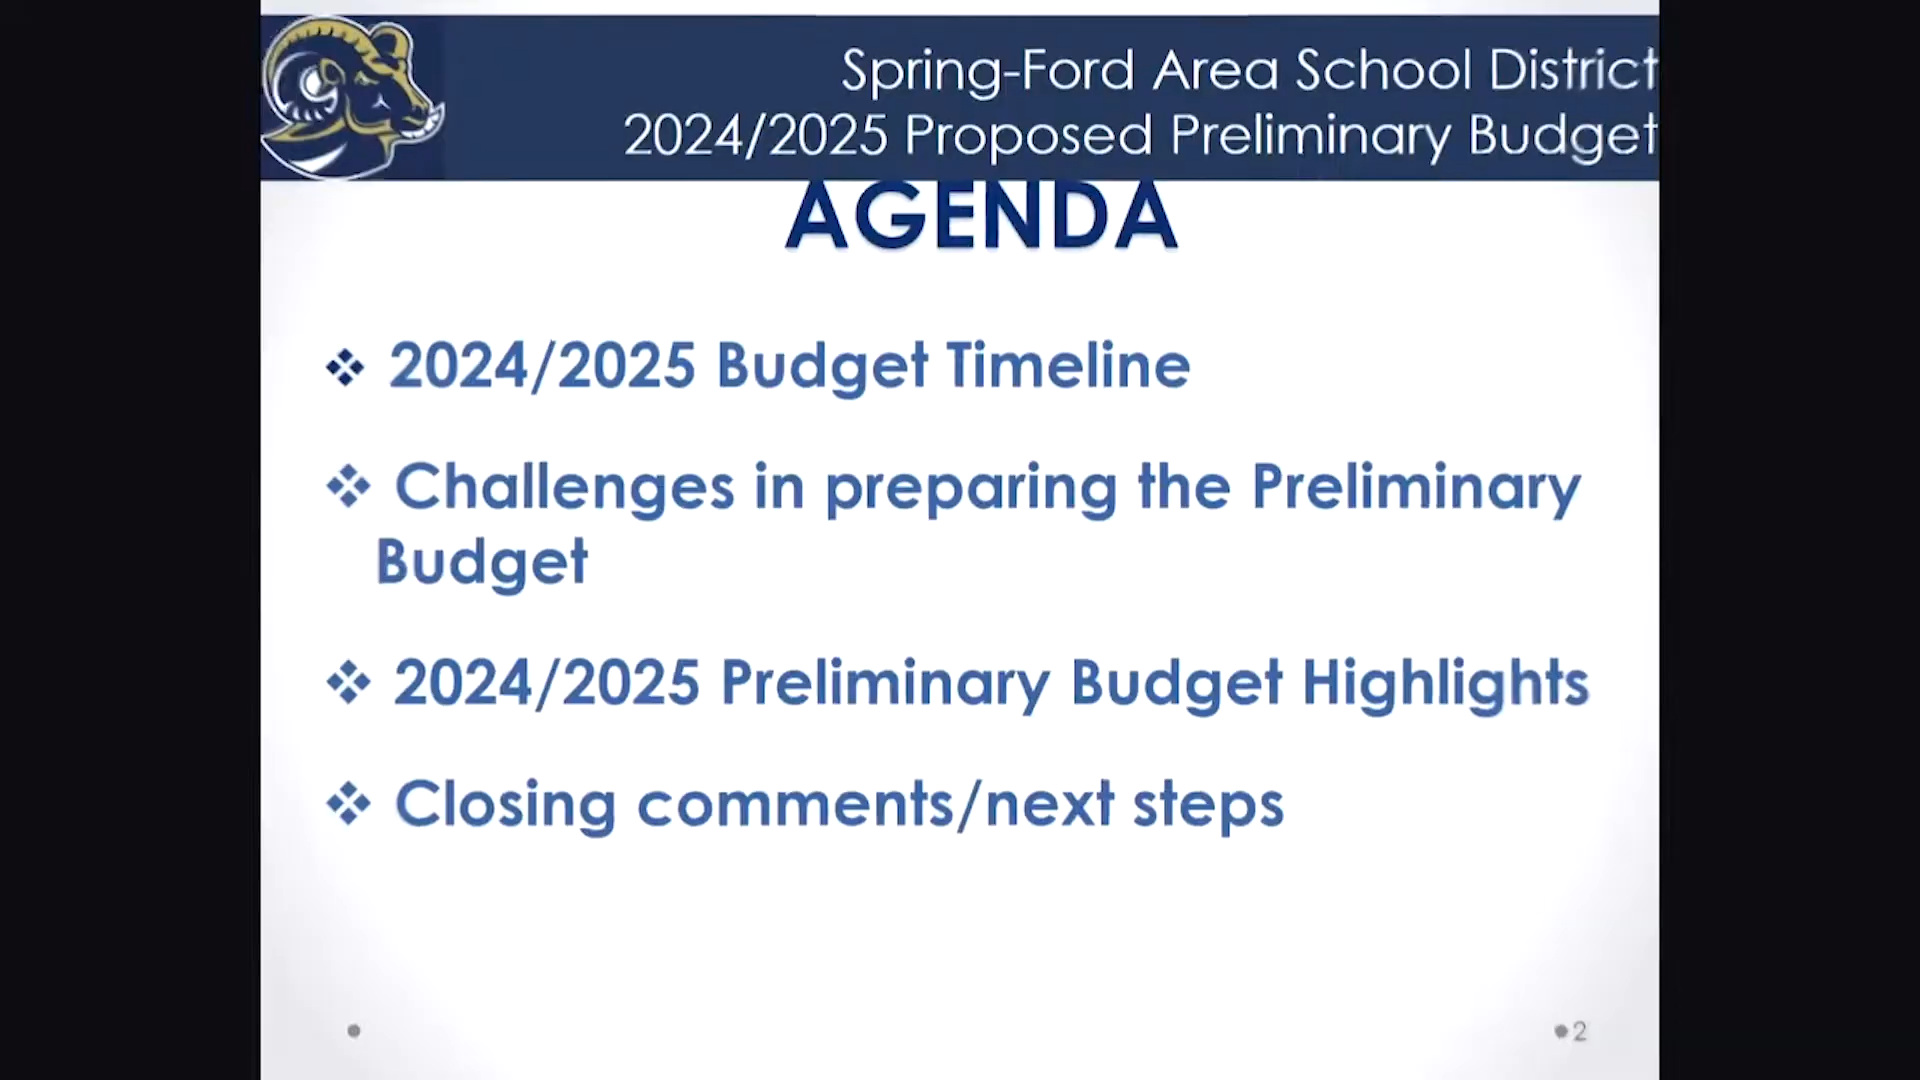 Spring-Ford Area School District
2024/2025 Proposed Preliminary Budget
AGENDA
❖ 2024/2025 Budget Timeline
❖ Challenges in preparing the Preliminary
Budget
❖ 2024/2025 Preliminary Budget Highlights
❖ Closing comments/next steps
•2